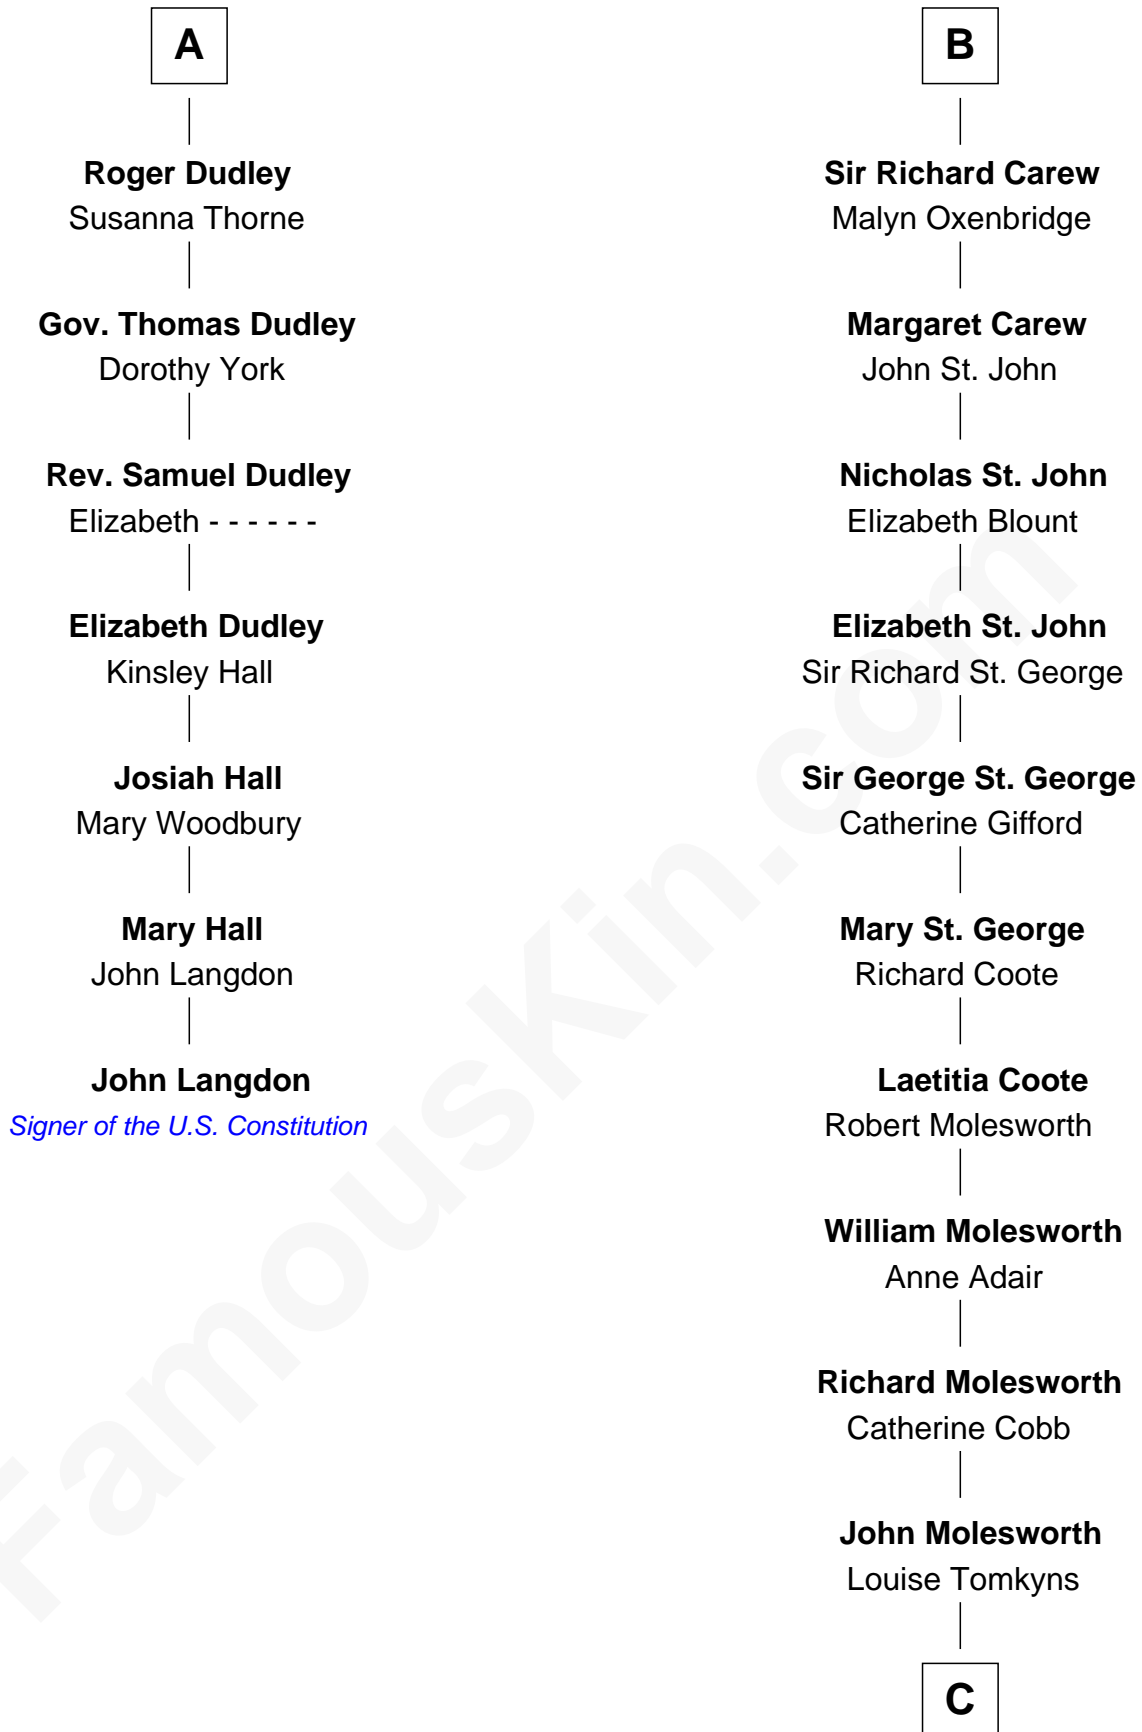 A
Roger Dudley
Susanna Thorne
Gov. Thomas Dudley
Dorothy York
Rev. Samuel Dudley
Elizabeth - - - - - -
Elizabeth Dudley
Kinsley Hall
Josiah Hall
Mary Woodbury
Mary Hall
John Langdon
John Langdon
Signer of the U.S. Constitution
B
Sir Richard Carew
Malyn Oxenbridge
Margaret Carew
John St. John
Nicholas St. John
Elizabeth Blount
Elizabeth St. John
Sir Richard St. George
Sir George St. George
Catherine Gifford
Mary St. George
Richard Coote
Laetitia Coote
Robert Molesworth
William Molesworth
Anne Adair
Richard Molesworth
Catherine Cobb
John Molesworth
Louise Tomkyns
C
FamousKin.com